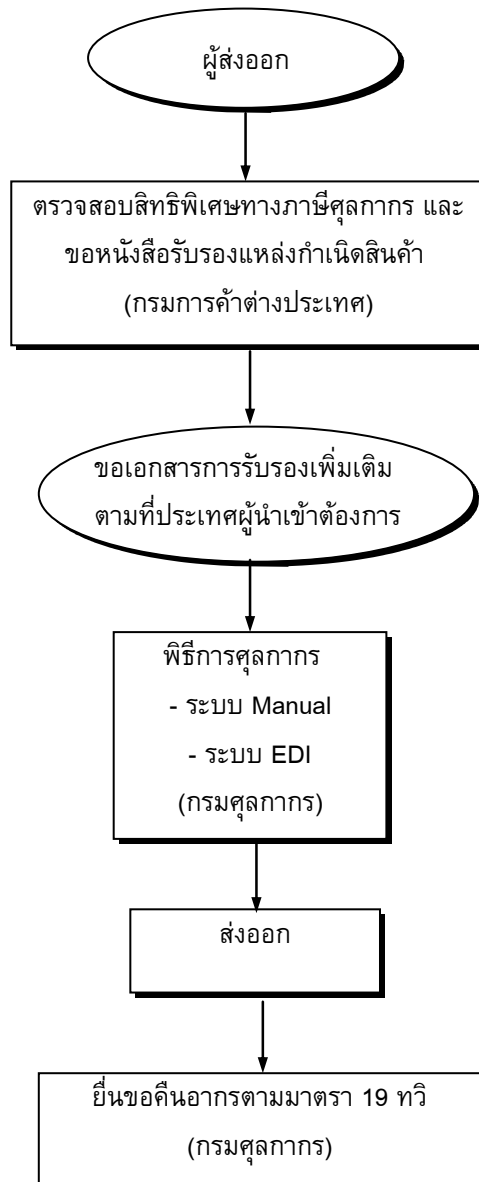 ผู้ส่งออก
ตรวจสอบสิทธิพิเศษทางภาษีศุลกากร และ
ขอหนังสือรับรองแหล่งกำเนิดสินค้า
(กรมการค้าต่างประเทศ)
ขอเอกสารการรับรองเพิ่มเติม
ตามที่ประเทศผู้นำเข้าต้องการ
พิธีการศุลกากร
- ระบบ Manual
- ระบบ EDI
(กรมศุลกากร)
ส่งออก
ยื่นขอคืนอากรตามมาตรา 19 ทวิ
(กรมศุลกากร)